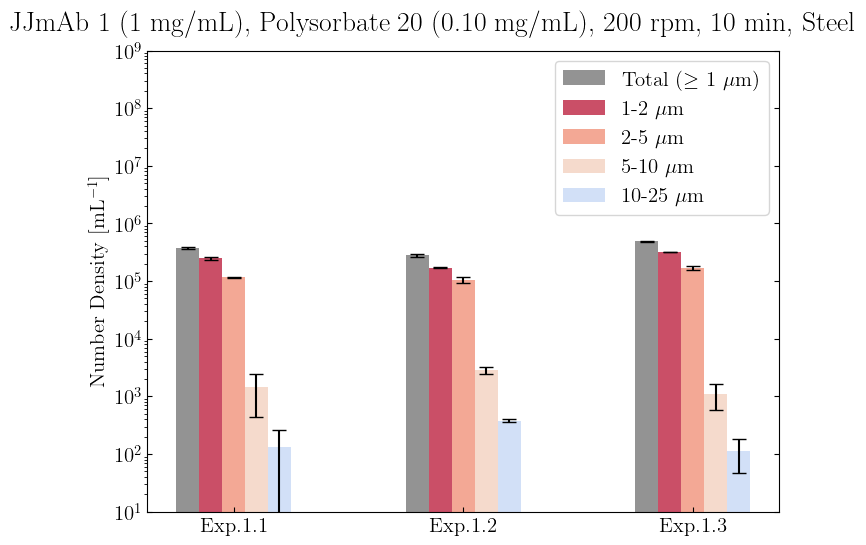 JJmAb 1 (1 mg/mL), Polysorbate 20 (0.10 mg/mL), 200 rpm, 10 min, Steel
Number Density [mL⁻¹]
10⁹
10⁸
10⁷
10⁶
10⁵
10⁴
10³
10²
10¹
Total (≥ 1 μm)
1-2 μm
2-5 μm
5-10 μm
10-25 μm
Exp.1.1
Exp.1.2
Exp.1.3